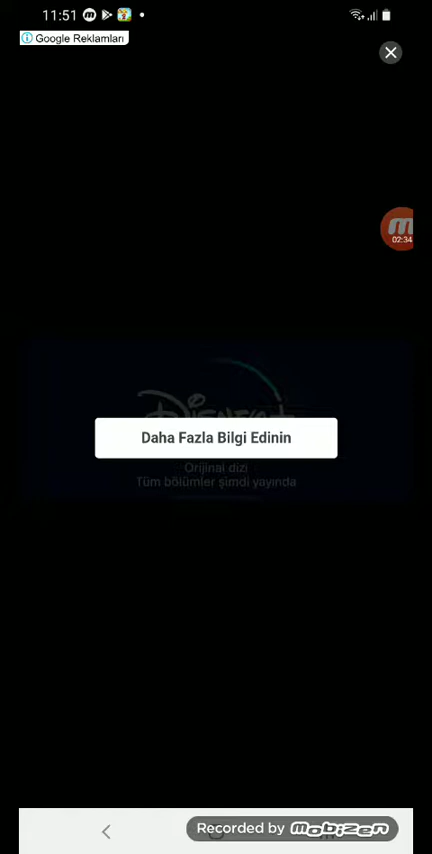 11:51
Google Reklamları
02:34
Disney+
Daha Fazla Bilgi Edinin
Orijinal dizi
Tüm bölümler şimdi yayında
Recorded by mobizen